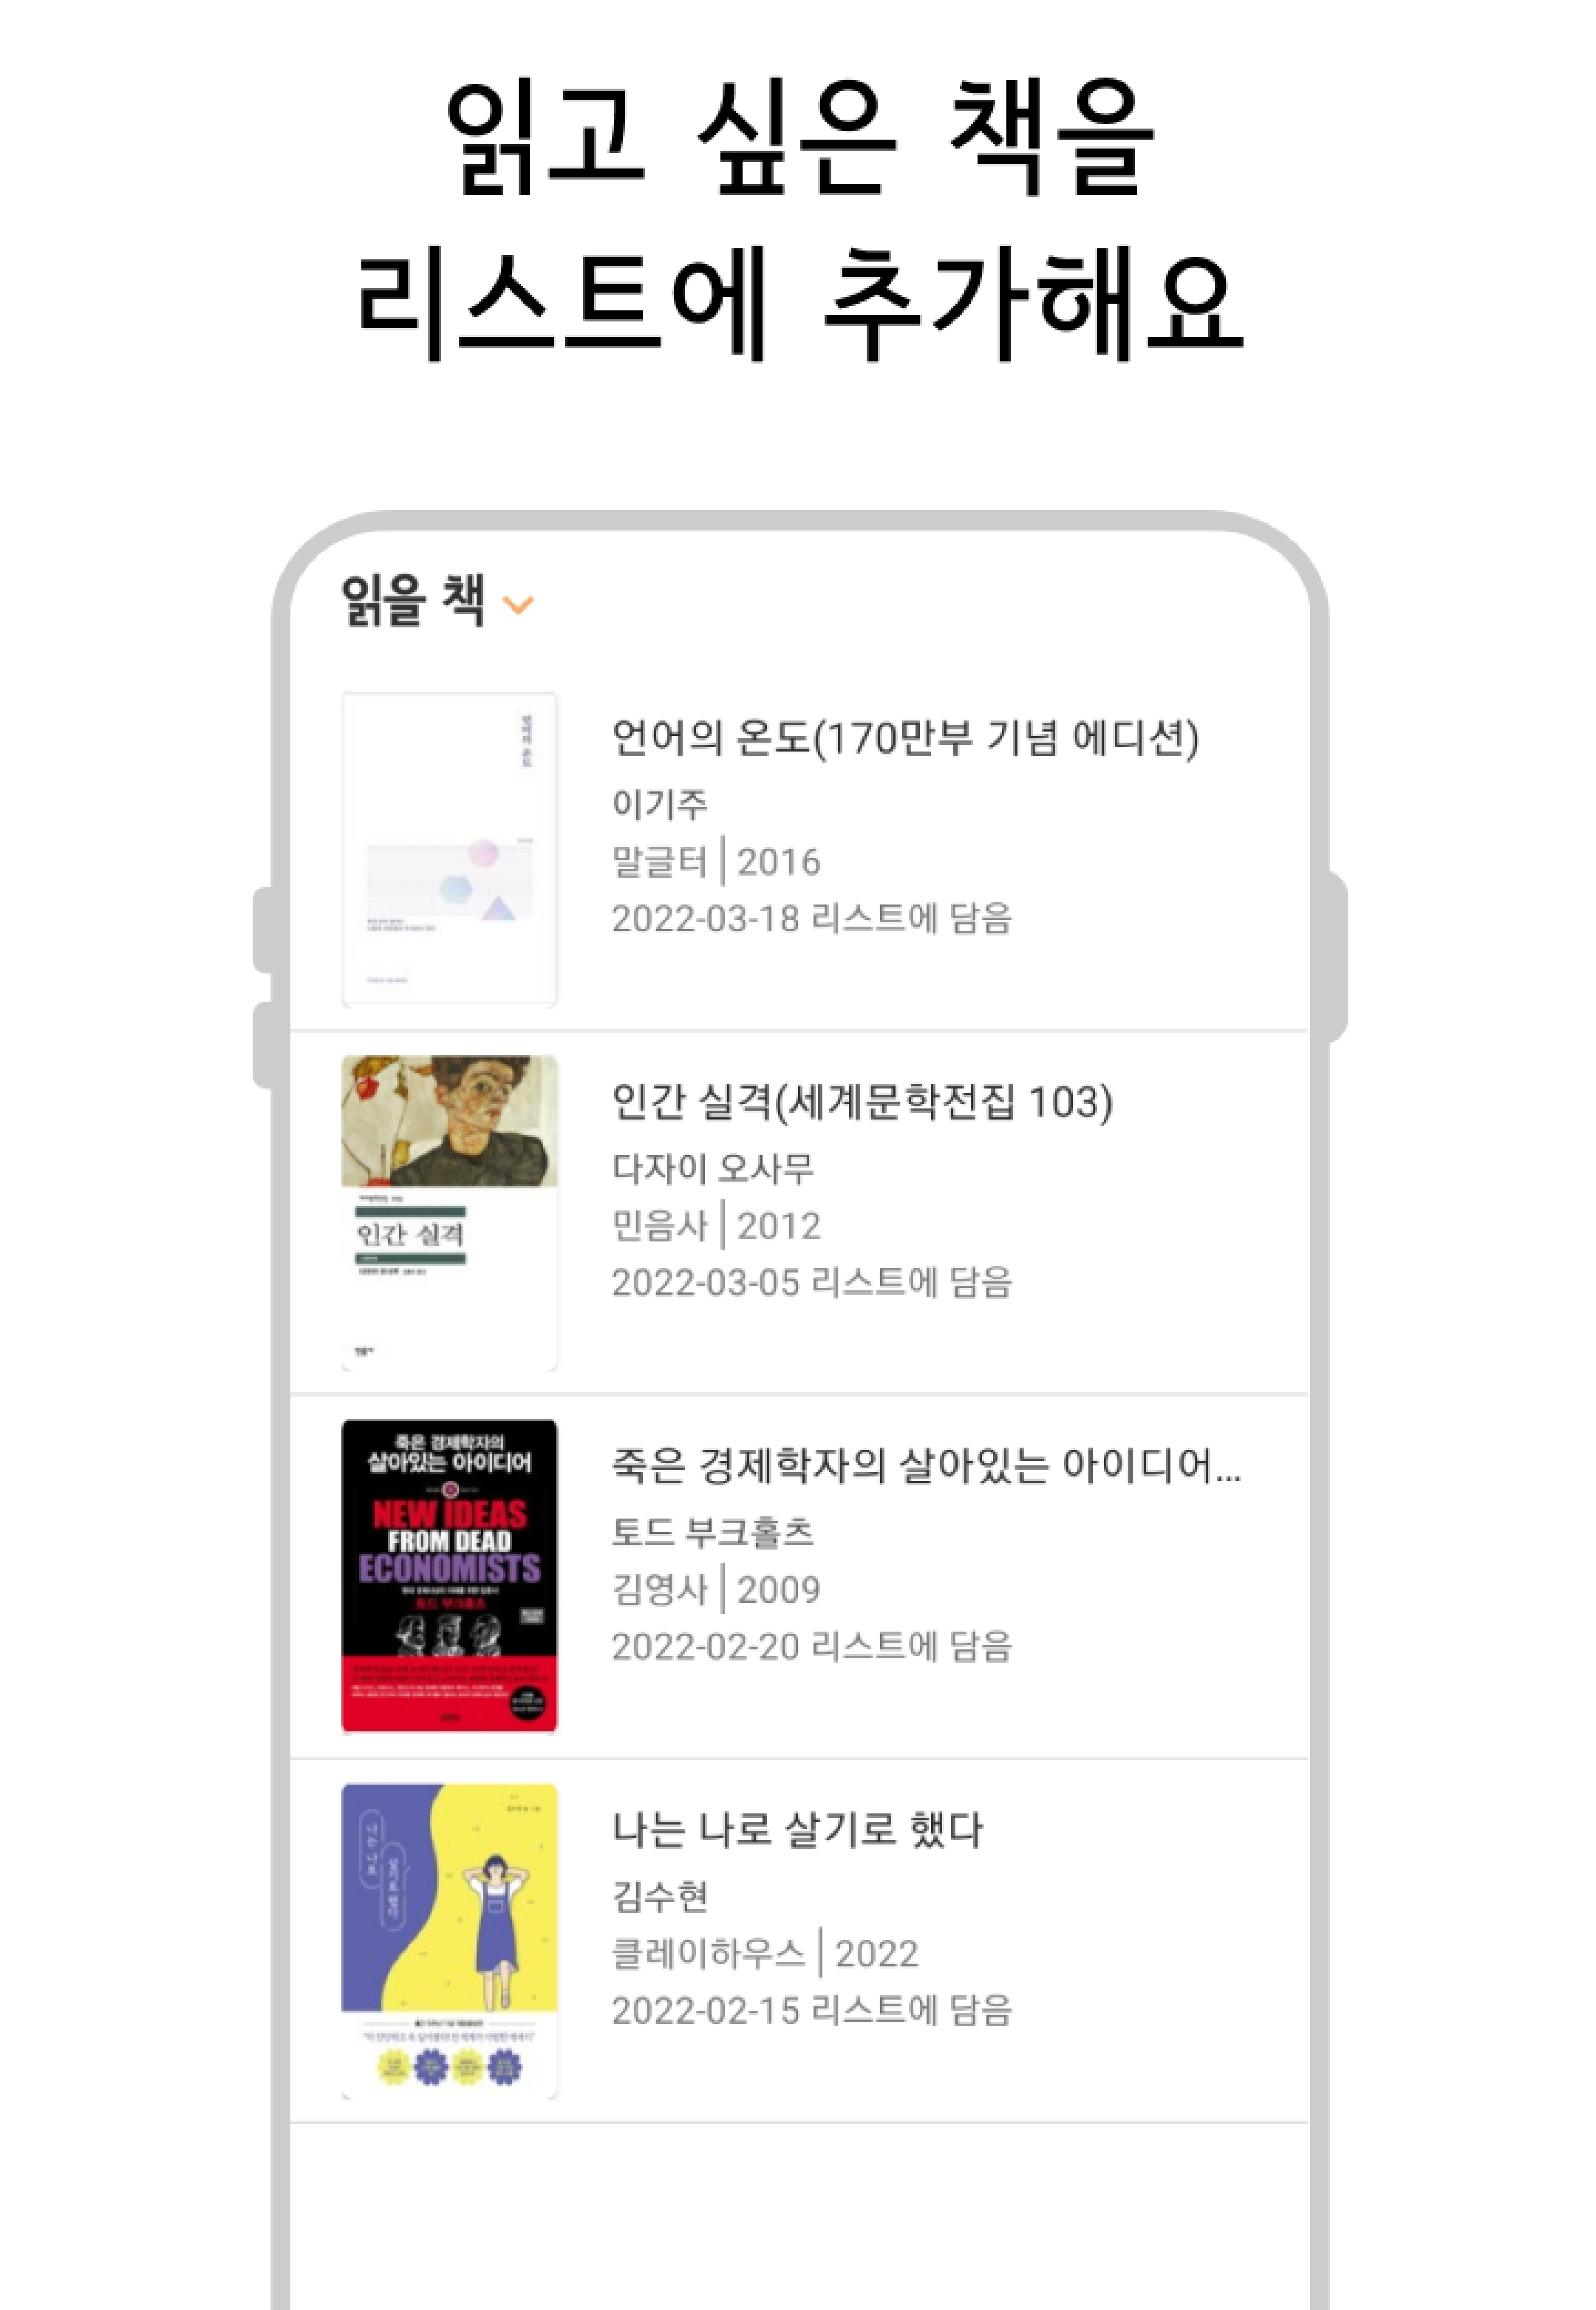 읽고 싶은 책을
리스트에 추가해요
읽을 책
언어의 온도
언어의 온도(170만부 기념 에디션)
이기주
말글터 | 2016
2022-03-18 리스트에 담음
인간 실격
민음사
인간 실격(세계문학전집 103)
다자이 오사무
민음사 | 2012
2022-03-05 리스트에 담음
죽은 경제학자의
살아있는 아이디어
NEW IDEAS
FROM DEAD
ECONOMISTS
토드 부크홀츠
죽은 경제학자의 살아있는 아이디어...
토드 부크홀츠
김영사 | 2009
2022-02-20 리스트에 담음
나는 나로
살기로 했다
나는 나로 살기로 했다
김수현
클레이하우스 | 2022
2022-02-15 리스트에 담음